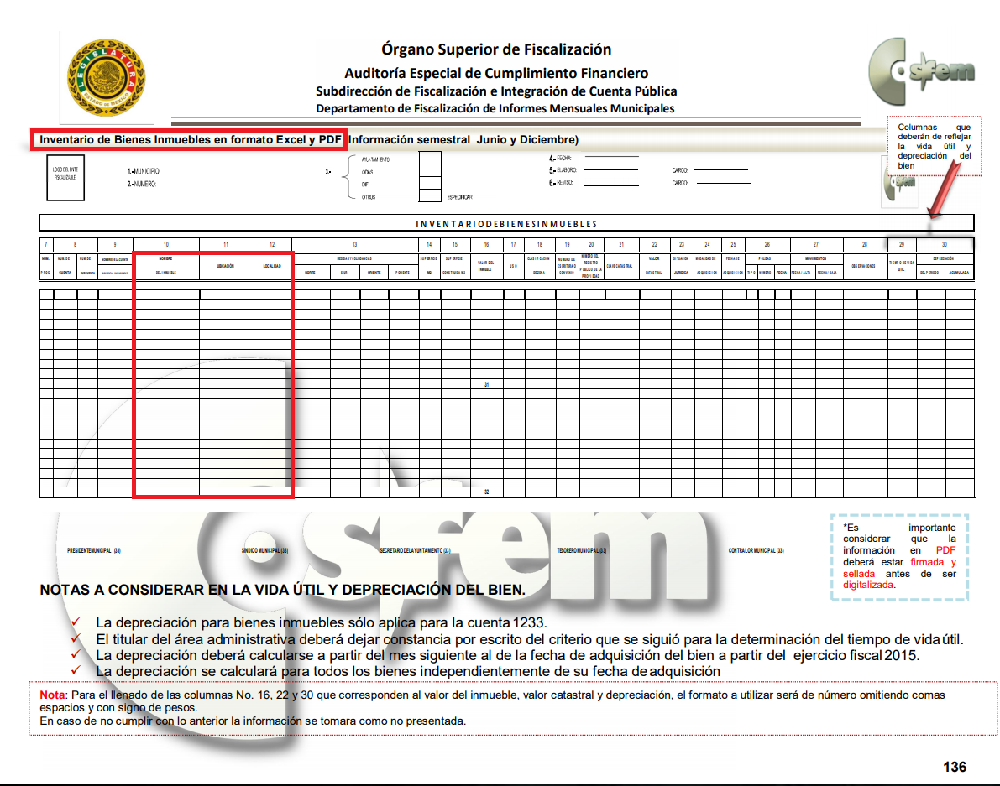 LEGISLATURA
ESTADO DE MEXICO
Órgano Superior de Fiscalización
Auditoría Especial de Cumplimiento Financiero
Subdirección de Fiscalización e Integración de Cuenta Pública
Departamento de Fiscalización de Informes Mensuales Municipales
osfem
Inventario de Bienes Inmuebles en formato Excel y PDF Información semestral Junio y Diciembre)
Columnas que
deberán de reflejar
la vida útil y
depreciación del
bien
LOGO DEL ENTE
FISCALIZABLE
1.- MUNICIPIO:
2.- NUMERO:
3.-
AYUNTAMIENTO
ODAS
DIF
OTROS
ESPECIFICAR
4.- FECHA:
5.- ELABORO:
6.- REVISO:
CARGO:
CARGO:
osfem
INVENTARIO DE BIENES INMUEBLES
7 8 9 10 11 12 13 14 15 16 17 18 19 20 21 22 23 24 25 26 27 28 29 30
NUM. PROG.
NUM. DE CUENTA
NUM. DE SUBCUENTA
NOMBRE DE LA CUENTA
NOMBRE DEL INMUEBLE
UBICACIÓN
LOCALIDAD
MEDIDAS Y COLINDANCIAS
NORTE SUR ORIENTE PONIENTE
SUPERFICIE M2
SUPERFICIE CONSTRUIDA M2
VALOR DEL INMUEBLE
USO
CLASIFICACION DE ZONA
NUMERO DE ESCRITURA O CONVENIO
NUMERO DEL REGISTRO PUBLICO DE LA PROPIEDAD
CLAVE CATASTRAL
VALOR CATASTRAL
SITUACION JURIDICA
MODALIDAD DE ADQUISICION
FECHA DE ADQUISICION
POLIZAS
TIPO NUMERO FECHA
MOVIMIENTOS
FECHA / ALTA FECHA / BAJA
OBSERVACIONES
TIEMPO DE VIDA UTIL
DEPRECIACIÓN
DEL PERIODO ACUMULADA
31
32
PRESIDENTE MUNICIPAL (33)
SINDICO MUNICIPAL (33)
SECRETARIO DEL AYUNTAMIENTO (33)
TESORERO MUNICIPAL (33)
CONTRALOR MUNICIPAL (33)
*Es importante
considerar que la
información en PDF
deberá estar firmada y
sellada antes de ser
digitalizada.
osfem
NOTAS A CONSIDERAR EN LA VIDA ÚTIL Y DEPRECIACIÓN DEL BIEN.
La depreciación para bienes inmuebles sólo aplica para la cuenta 1233.
El titular del área administrativa deberá dejar constancia por escrito del criterio que se siguió para la determinación del tiempo de vida útil.
La depreciación deberá calcularse a partir del mes siguiente al de la fecha de adquisición del bien a partir del ejercicio fiscal 2015.
La depreciación se calculará para todos los bienes independientemente de su fecha de adquisición
Nota: Para el llenado de las columnas No. 16, 22 y 30 que corresponden al valor del inmueble, valor catastral y depreciación, el formato a utilizar será de número omitiendo comas
espacios y con signo de pesos.
En caso de no cumplir con lo anterior la información se tomara como no presentada.
136